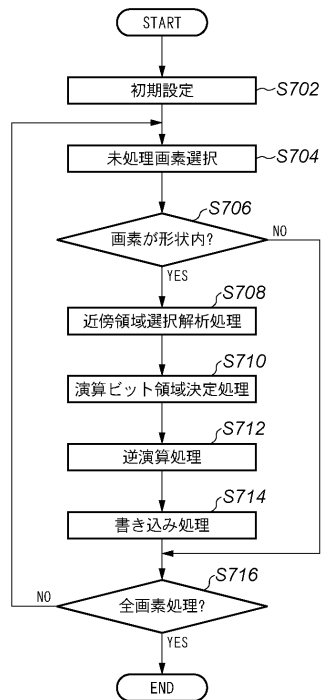 START
初期設定
S702
未処理画素選択
S704
S706
画素が形状内?
NO
YES
S708
近傍領域選択解析処理
S710
演算ビット領域決定処理
S712
逆演算処理
S714
書き込み処理
S716
NO
全画素処理?
YES
END